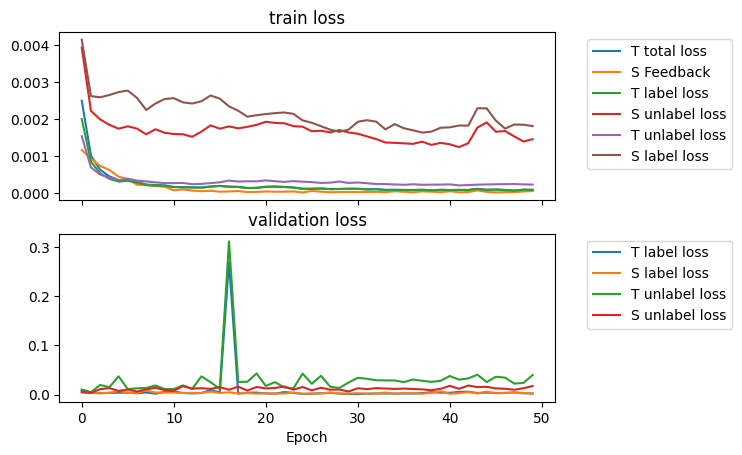 train loss
0.004
0.003
0.002
0.001
0.000
T total loss
S Feedback
T label loss
S unlabel loss
T unlabel loss
S label loss
validation loss
0.3
0.2
0.1
0.0
T label loss
S label loss
T unlabel loss
S unlabel loss
0 10 20 30 40 50
Epoch